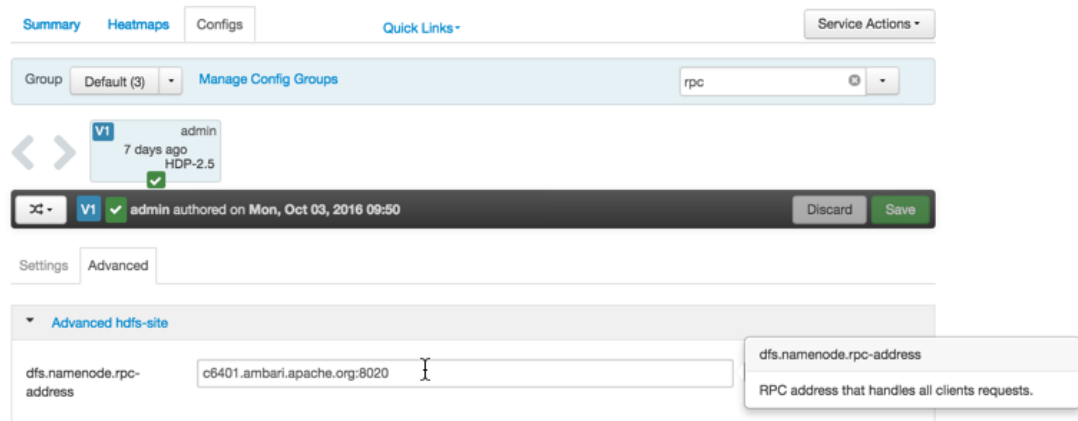 Summary Heatmaps Configs Quick Links Service Actions
Group Default (3) Manage Config Groups rpc
V1 admin
7 days ago
HDP-2.5
V1 admin authored on Mon, Oct 03, 2016 09:50 Discard Save
Settings Advanced
Advanced hdfs-site
dfs.namenode.rpc-address
dfs.namenode.rpc-
address
c6401.ambari.apache.org:8020
RPC address that handles all clients requests.